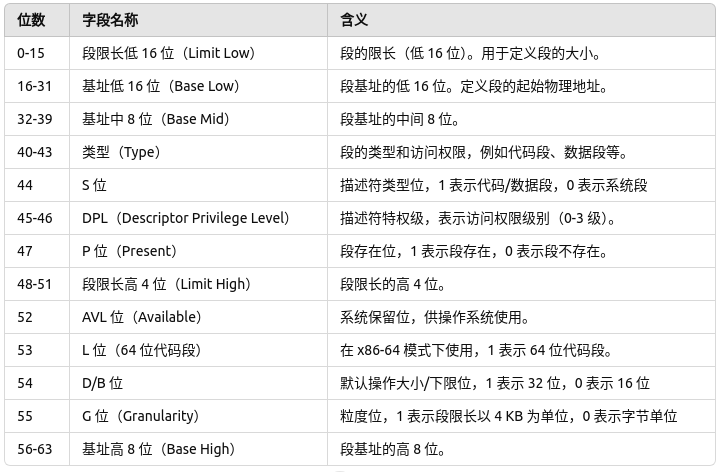 位数 字段名称 含义
0-15 段限长低 16 位（Limit Low） 段的限长（低 16 位）。用于定义段的大小。
16-31 基址低 16 位（Base Low） 段基址的低 16 位。定义段的起始物理地址。
32-39 基址中 8 位（Base Mid） 段基址的中间 8 位。
40-43 类型（Type） 段的类型和访问权限，例如代码段、数据段等。
44 S 位 描述符类型位，1 表示代码/数据段，0 表示系统段
45-46 DPL（Descriptor Privilege Level） 描述符特权级，表示访问权限级别（0-3 级）。
47 P 位（Present） 段存在位，1 表示段存在，0 表示段不存在。
48-51 段限长高 4 位（Limit High） 段限长的高 4 位。
52 AVL 位（Available） 系统保留位，供操作系统使用。
53 L 位（64 位代码段） 在 x86-64 模式下使用，1 表示 64 位代码段。
54 D/B 位 默认操作大小/下限位，1 表示 32 位，0 表示 16 位
55 G 位（Granularity） 粒度位，1 表示段限长以 4 KB 为单位，0 表示字节单位
56-63 基址高 8 位（Base High） 段基址的高 8 位。